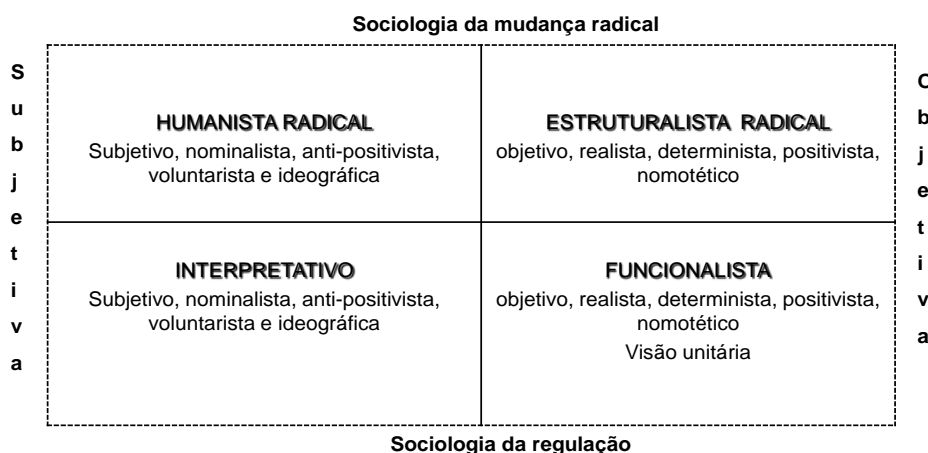 Sociologia da mudança radical
S
u
b
j
e
t
i
v
a
HUMANISTA RADICAL
Subjetivo, nominalista, anti-positivista,
voluntarista e ideográfica
ESTRUTURALISTA RADICAL
objetivo, realista, determinista, positivista,
nomotético
INTERPRETATIVO
Subjetivo, nominalista, anti-positivista,
voluntarista e ideográfica
FUNCIONALISTA
objetivo, realista, determinista, positivista,
nomotético
Visão unitária
O
b
j
e
t
i
v
a
Sociologia da regulação